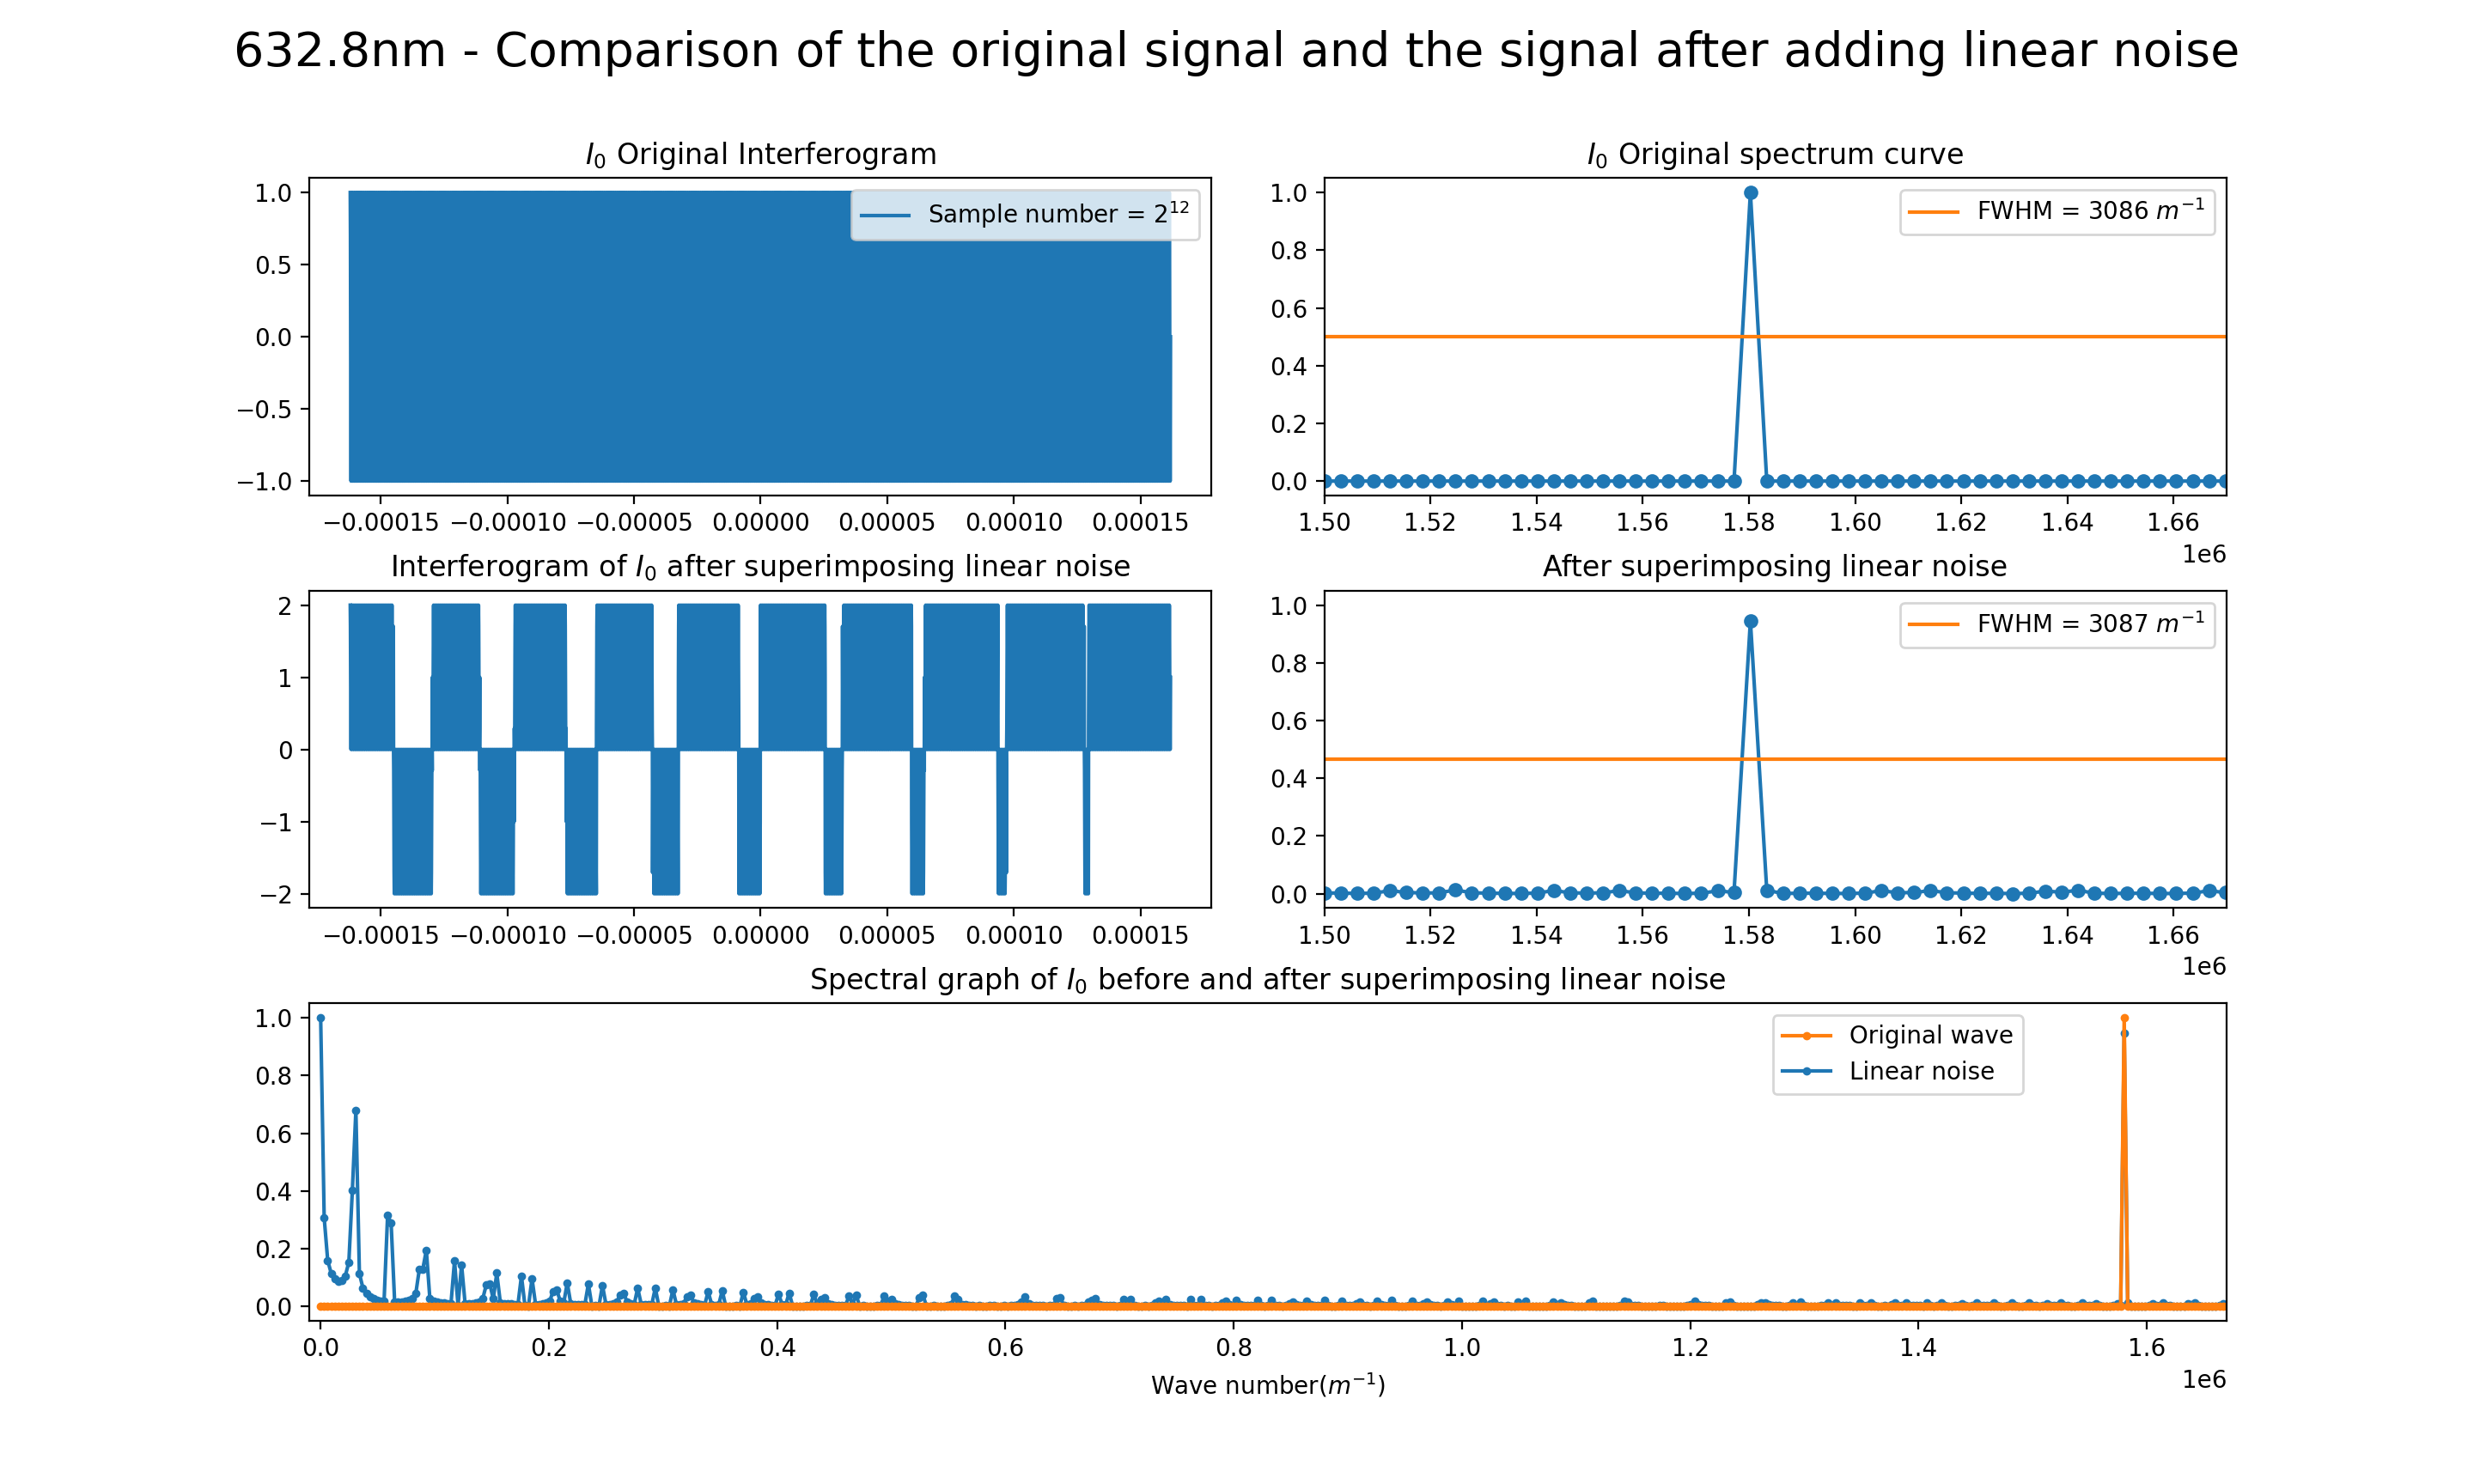 632.8nm - Comparison of the original signal and the signal after adding linear noise
I₀ Original Interferogram
1.0
0.5
0.0
−0.5
−1.0
Sample number = 2¹²
−0.00015 −0.00010 −0.00005 0.00000 0.00005 0.00010 0.00015
I₀ Original spectrum curve
1.0
0.8
0.6
0.4
0.2
0.0
FWHM = 3086 m⁻¹
1.50 1.52 1.54 1.56 1.58 1.60 1.62 1.64 1.66
1e6
Interferogram of I₀ after superimposing linear noise
2
1
0
−1
−2
−0.00015 −0.00010 −0.00005 0.00000 0.00005 0.00010 0.00015
After superimposing linear noise
1.0
0.8
0.6
0.4
0.2
0.0
FWHM = 3087 m⁻¹
1.50 1.52 1.54 1.56 1.58 1.60 1.62 1.64 1.66
1e6
Spectral graph of I₀ before and after superimposing linear noise
1.0
0.8
0.6
0.4
0.2
0.0
Original wave
Linear noise
0.0 0.2 0.4 0.6 0.8 1.0 1.2 1.4 1.6
1e6
Wave number(m⁻¹)